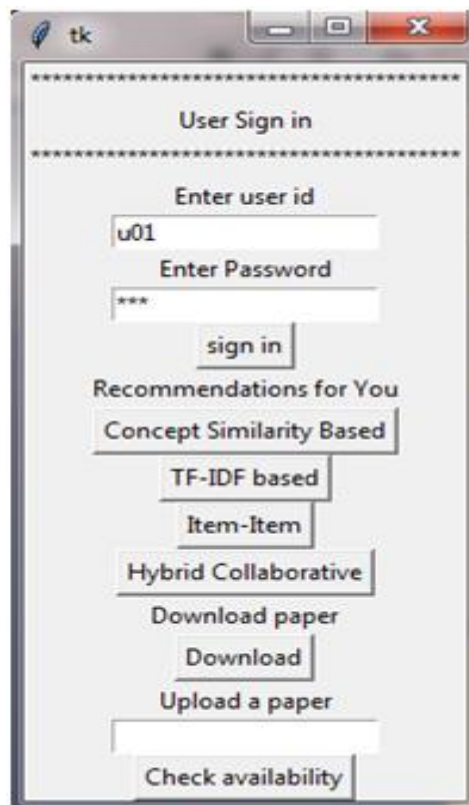 tk
****************************************
User Sign in
****************************************
Enter user id
u01
Enter Password
***
sign in
Recommendations for You
Concept Similarity Based
TF-IDF based
Item-Item
Hybrid Collaborative
Download paper
Download
Upload a paper
Check availability